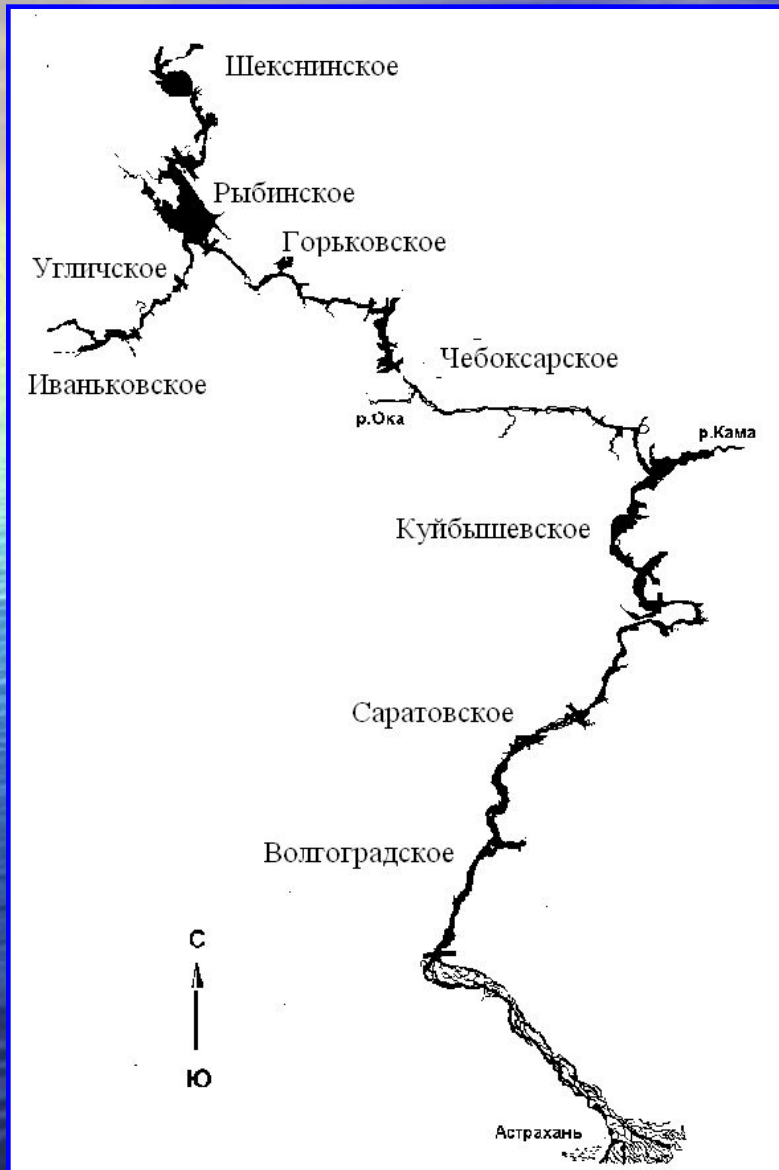 Шекснинское
Рыбинское
Горьковское
Угличское
Чебоксарское
Иваньковское
р.Ока
р.Кама
Куйбышевское
Саратовское
Волгоградское
С
Ю
Астрахань